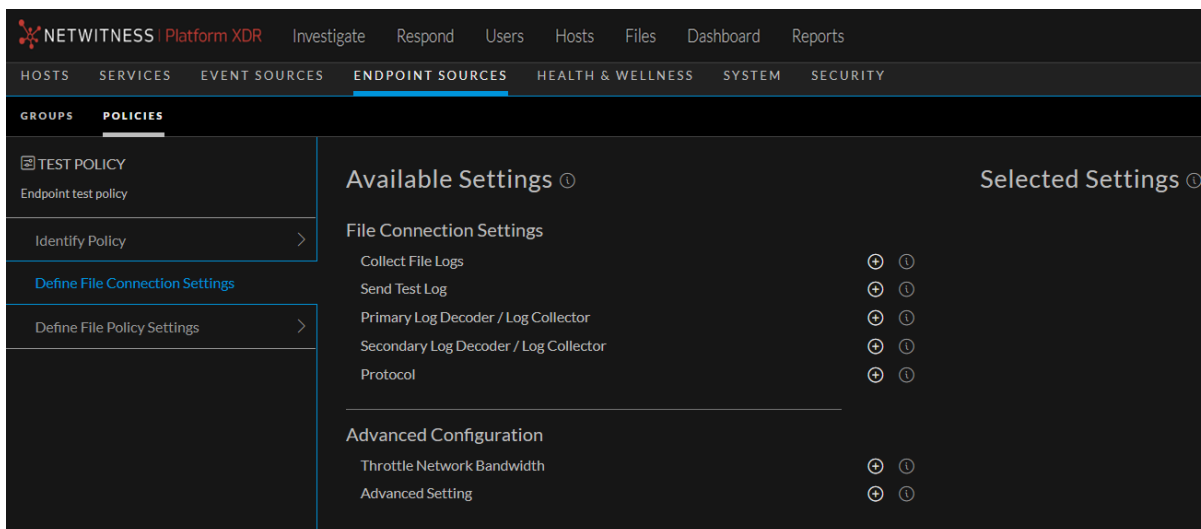 NETWITNESS | Platform XDR Investigate Respond Users Hosts Files Dashboard Reports
HOSTS SERVICES EVENT SOURCES ENDPOINT SOURCES HEALTH & WELLNESS SYSTEM SECURITY
GROUPS POLICIES
TEST POLICY
Endpoint test policy
Identify Policy
Define File Connection Settings
Define File Policy Settings
Available Settings
Selected Settings
File Connection Settings
Collect File Logs
Send Test Log
Primary Log Decoder / Log Collector
Secondary Log Decoder / Log Collector
Protocol
Advanced Configuration
Throttle Network Bandwidth
Advanced Setting